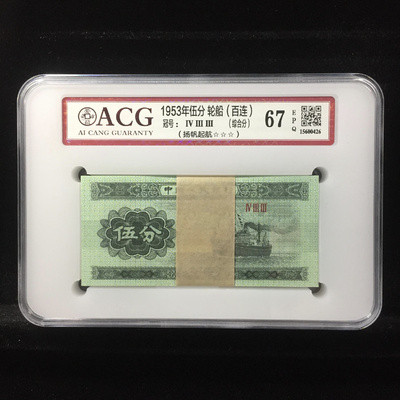 ACG
AI CANG GUARANTY
1953年伍分 轮船（百连）
冠号： IV III III （综合分）
（扬帆起航☆☆☆）
67
EPQ
15600426
中
IV III III
伍分